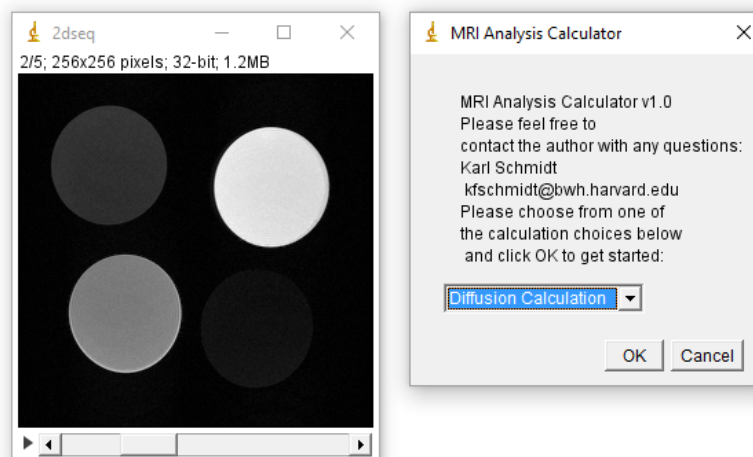 2dseq
2/5; 256x256 pixels; 32-bit; 1.2MB
MRI Analysis Calculator
MRI Analysis Calculator v1.0
Please feel free to
contact the author with any questions:
Karl Schmidt
kfschmidt@bwh.harvard.edu
Please choose from one of
the calculation choices below
and click OK to get started:
Diffusion Calculation
OK
Cancel